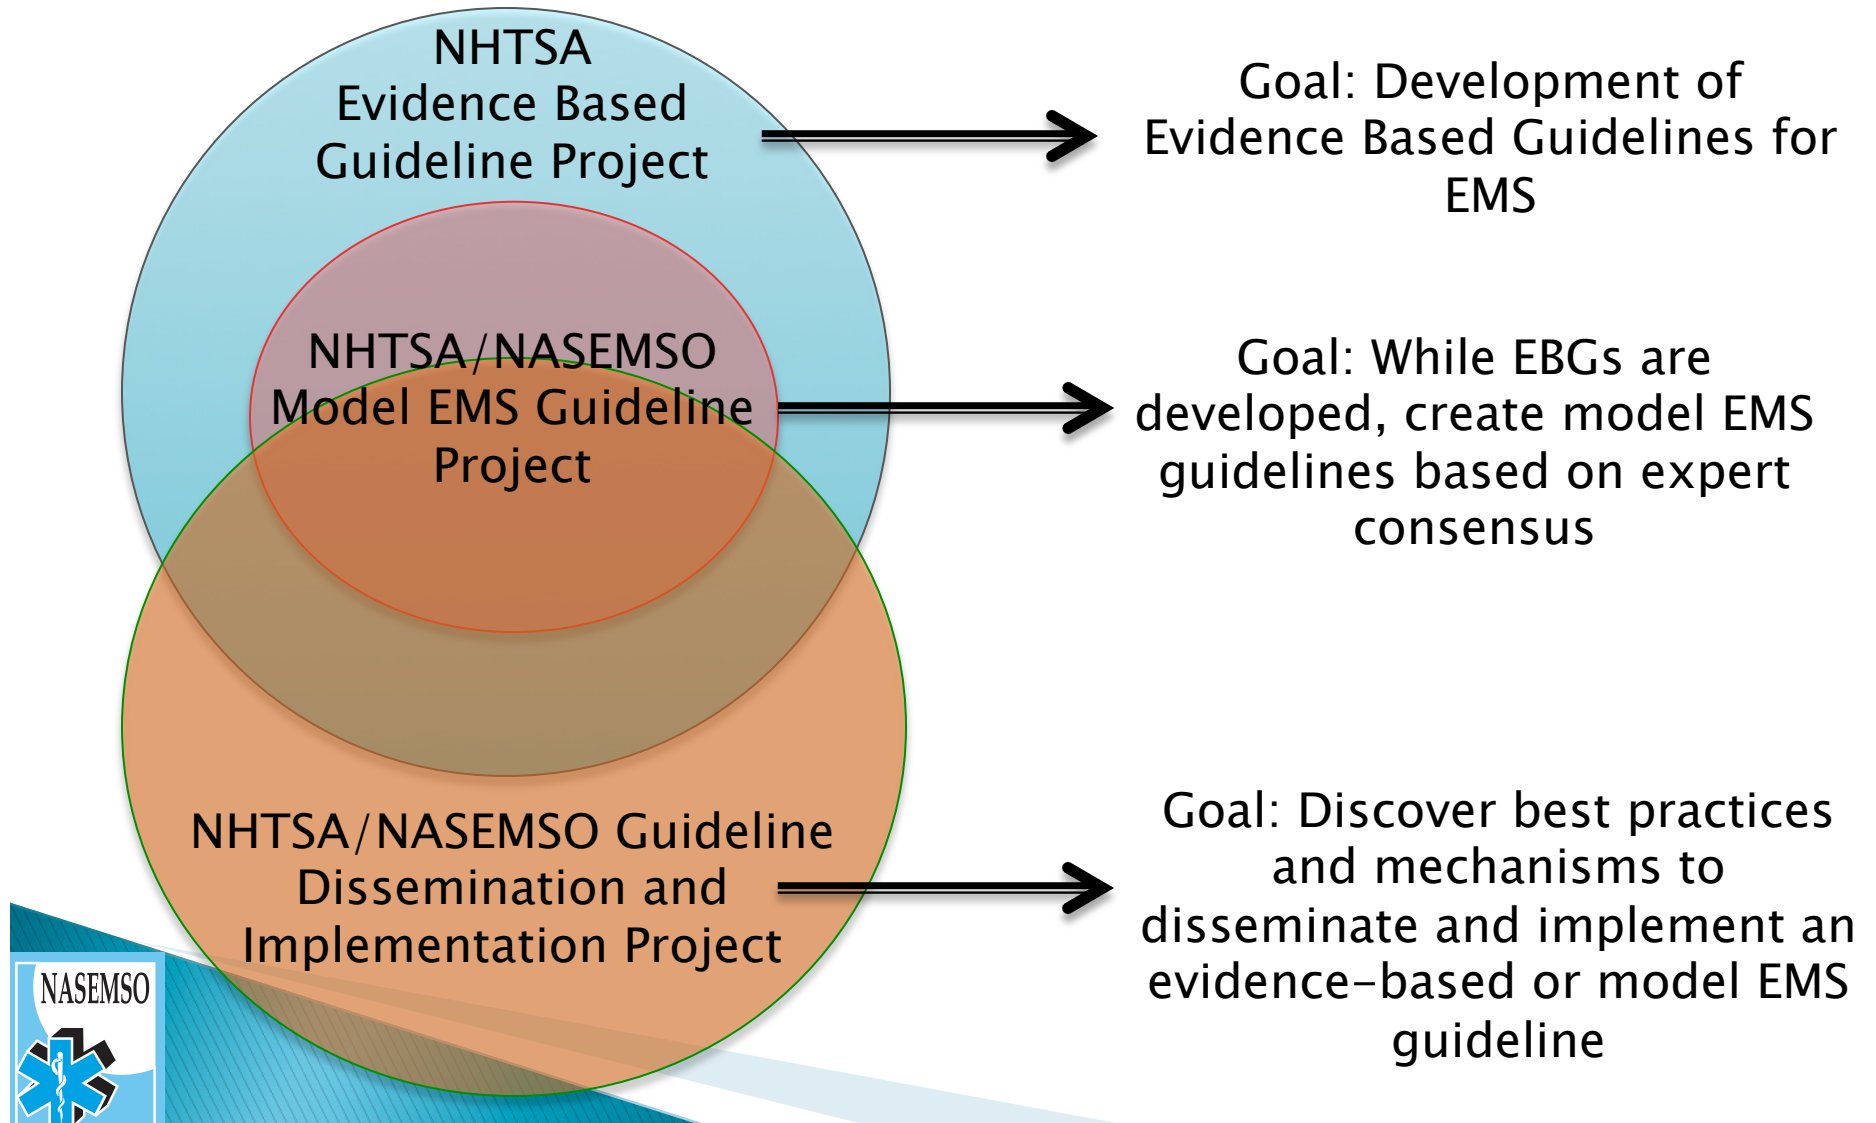 NHTSA
Evidence Based
Guideline Project
Goal: Development of
Evidence Based Guidelines for
EMS
NHTSA/NASEMSO
Model EMS Guideline
Project
Goal: While EBGs are
developed, create model EMS
guidelines based on expert
consensus
NHTSA/NASEMSO Guideline
Dissemination and
Implementation Project
Goal: Discover best practices
and mechanisms to
disseminate and implement an
evidence-based or model EMS
guideline
NASEMSO